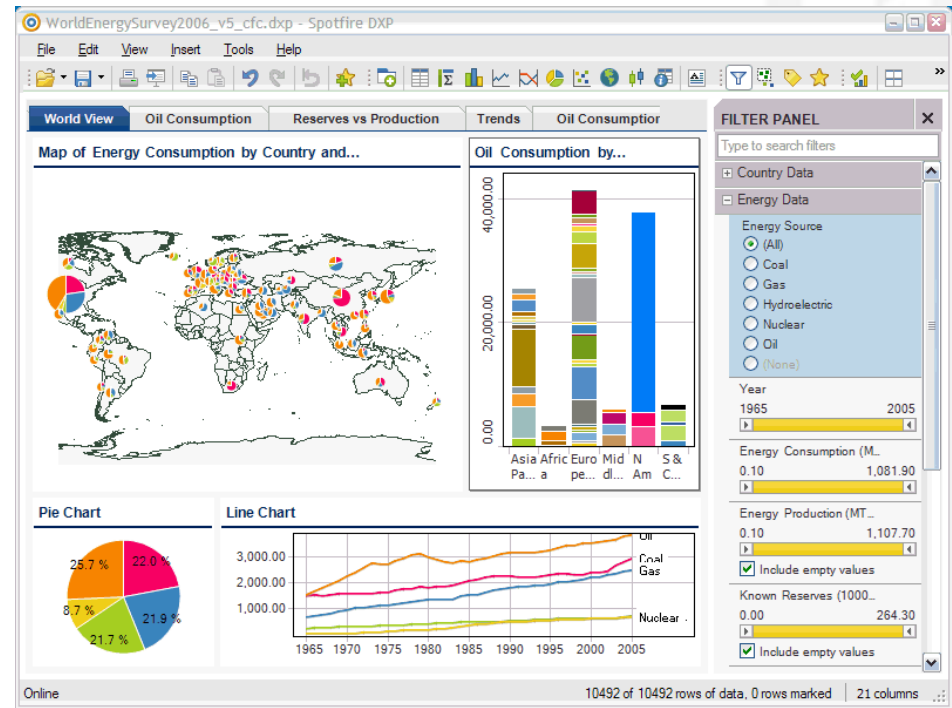 WorldEnergySurvey2006_v5_cfc.dxp - Spotfire DXP
File Edit View Insert Tools Help
World View Oil Consumption Reserves vs Production Trends Oil Consumption
Map of Energy Consumption by Country and...
Oil Consumption by...
40,000.00
20,000.00
0.00
Asia Afric Euro Mid N S &
Pa... a pe... dl... Am C...
Pie Chart
25.7 %
22.0 %
8.7 %
21.9 %
21.7 %
Line Chart
3,000.00
2,000.00
1,000.00
Oil
Coal
Gas
Nuclear .
1965 1970 1975 1980 1985 1990 1995 2000 2005
FILTER PANEL
Type to search filters
Country Data
Energy Data
Energy Source
(All)
Coal
Gas
Hydroelectric
Nuclear
Oil
(None)
Year
1965 2005
Energy Consumption (M...
0.10 1,081.90
Energy Production (MT...
0.10 1,107.70
Include empty values
Known Reserves (1000...
0.00 264.30
Include empty values
Online
10492 of 10492 rows of data, 0 rows marked
21 columns